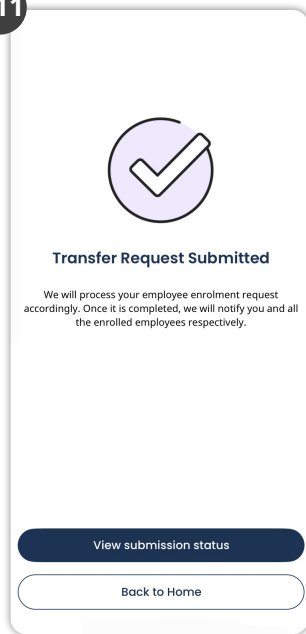 11
Transfer Request Submitted
We will process your employee enrolment request
accordingly. Once it is completed, we will notify you and all
the enrolled employees respectively.
View submission status
Back to Home